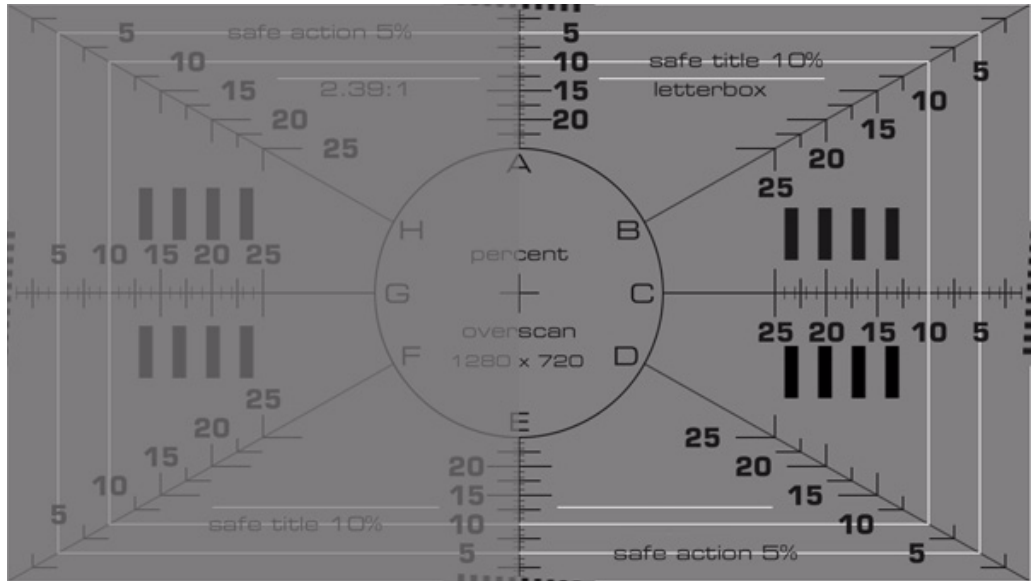 5 safe action 5% 5
10 10 safe title 10% 5
15 2.39:1 15 letterbox 10
20 20 15
25 20
A 25
H B
5 10 15 20 25 percent
G C
overscan 25 20 15 10 5
F 1280 x 720 D
25
20 E 25
15 20 20
10 15 15
5 safe title 10% 10 10
5 safe action 5% 5